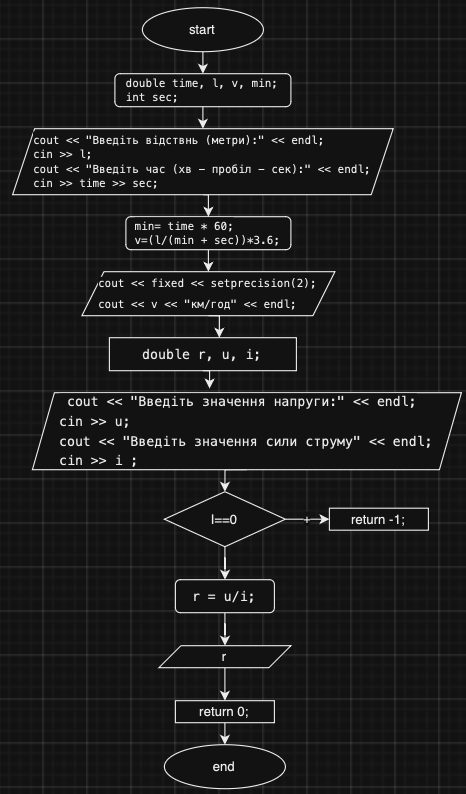 start
double time, l, v, min;
int sec;
cout << "Введіть відствнь (метри):" << endl;
cin >> l;
cout << "Введіть час (хв – пробіл – сек):" << endl;
cin >> time >> sec;
min= time * 60;
v=(l/(min + sec))*3.6;
cout << fixed << setprecision(2);
cout << v << "км/год" << endl;
double r, u, i;
cout << "Введіть значення напруги:" << endl;
cin >> u;
cout << "Введіть значення сили струму" << endl;
cin >> i ;
I==0
+
return -1;
r = u/i;
r
return 0;
end